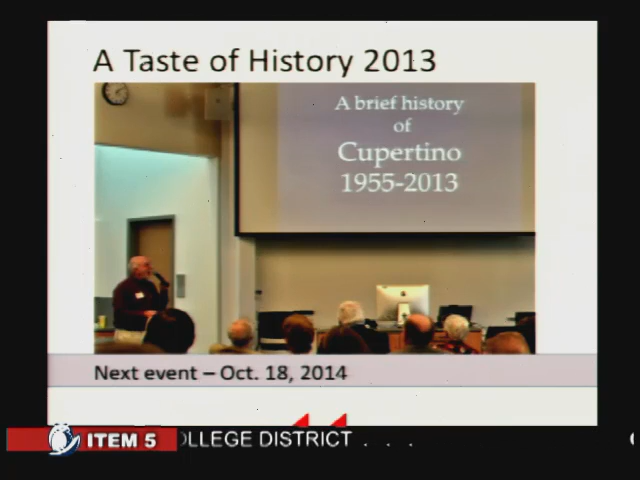 A Taste of History 2013
A brief history
of
Cupertino
1955-2013
Next event – Oct. 18, 2014
ITEM 5 OLLEGE DISTRICT . . .